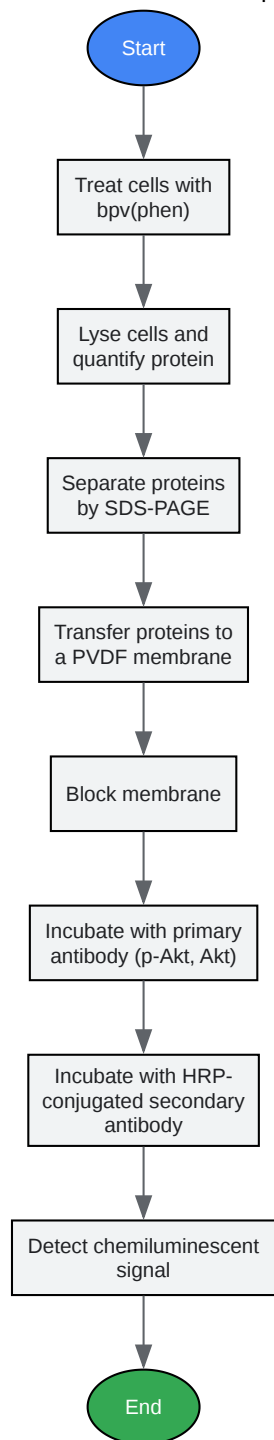 Start
Treat cells with
bpv(phen)
Lyse cells and
quantify protein
Separate proteins
by SDS-PAGE
Transfer proteins to
a PVDF membrane
Block membrane
Incubate with primary
antibody (p-Akt, Akt)
Incubate with HRP-
conjugated secondary
antibody
Detect chemiluminescent
signal
End